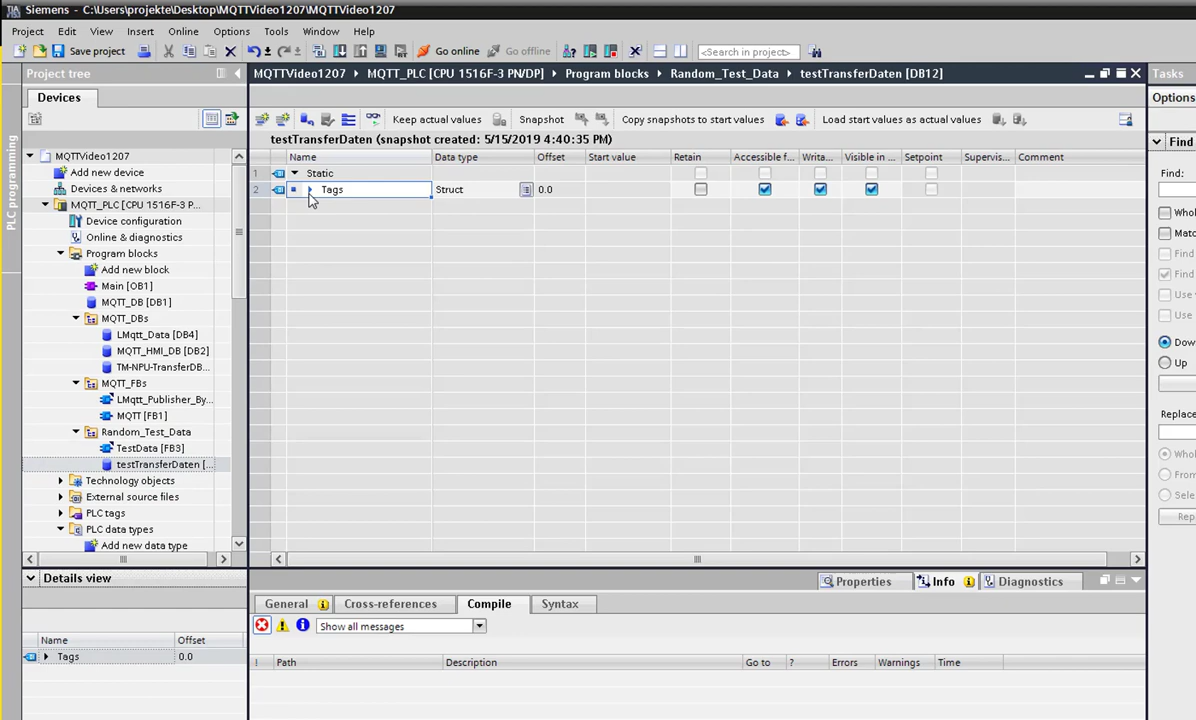 Siemens - C:\Users\projekte\Desktop\MQTTVideo1207\MQTTVideo1207
Project Edit View Insert Online Options Tools Window Help
Save project Go online Go offline <Search in project>
Project tree
MQTTVideo1207 MQTT_PLC [CPU 1516F-3 PN/DP] Program blocks Random_Test_Data testTransferDaten [DB12]
Tasks
Devices
Options
PLC programming
Keep actual values Snapshot Copy snapshots to start values Load start values as actual values
testTransferDaten (snapshot created: 5/15/2019 4:40:35 PM)
Find
Name Data type Offset Start value Retain Accessible f... Writa... Visible in ... Setpoint Supervis... Comment
1 Static
2 Tags Struct 0.0
MQTTVideo1207
Add new device
Devices & networks
MQTT_PLC [CPU 1516F-3 P...
Device configuration
Online & diagnostics
Program blocks
Add new block
Main [OB1]
MQTT_DB [DB1]
MQTT_DBs
LMqtt_Data [DB4]
MQTT_HMI_DB [DB2]
TM-NPU-TransferDB...
MQTT_FBs
LMqtt_Publisher_By...
MQTT [FB1]
Random_Test_Data
TestData [FB3]
testTransferDaten [...
Technology objects
External source files
PLC tags
PLC data types
Add new data type
Find:
Whol
Matc
Find
Find
Use
Use
Dow
Up
Replace
Whol
From
Sele
Rep
Details view
Name Offset
Tags 0.0
Properties Info Diagnostics
General Cross-references Compile Syntax
Show all messages
! Path Description Go to ? Errors Warnings Time